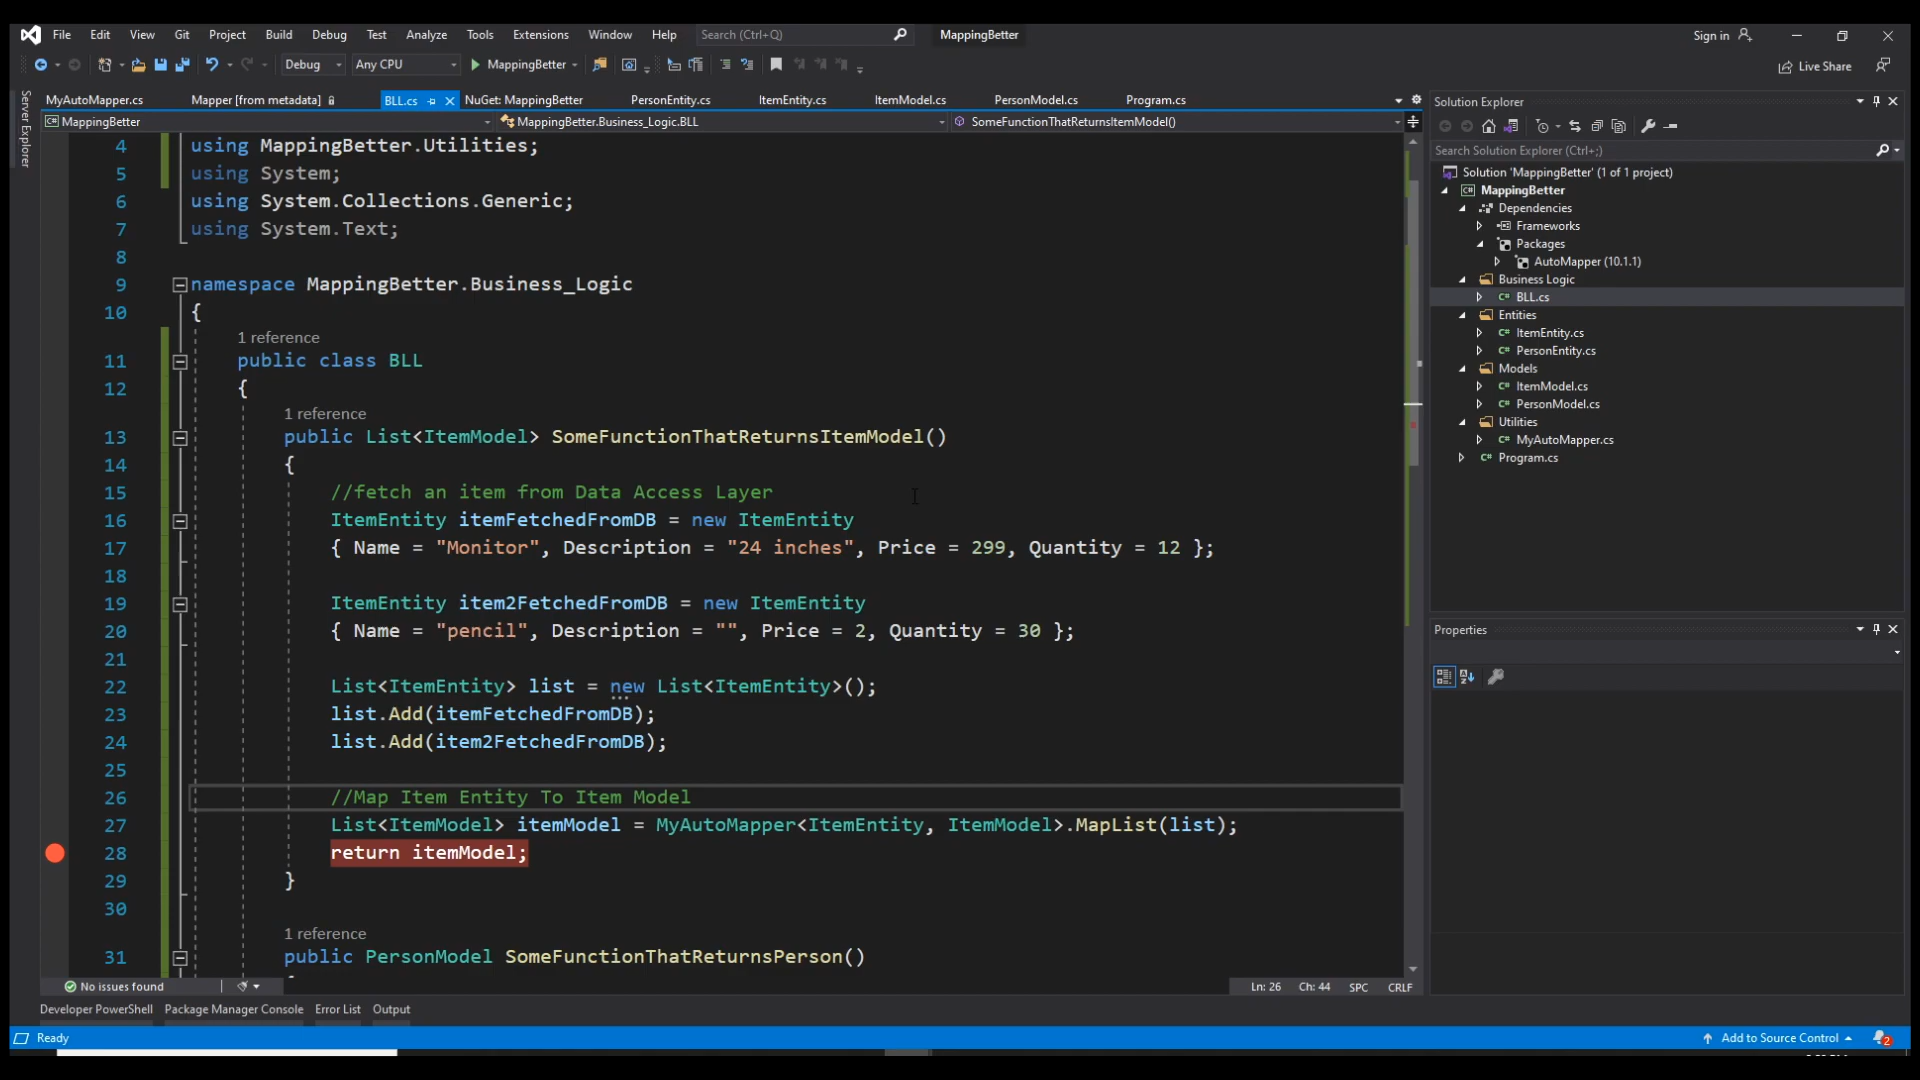 File Edit View Git Project Build Debug Test Analyze Tools Extensions Window Help Search (Ctrl+Q) MappingBetter Sign in
Debug Any CPU MappingBetter Live Share
Server Explorer
MyAutoMapper.cs Mapper [from metadata] BLL.cs NuGet: MappingBetter PersonEntity.cs ItemEntity.cs ItemModel.cs PersonModel.cs Program.cs
MappingBetter MappingBetter.Business_Logic.BLL SomeFunctionThatReturnsItemModel()
4 using MappingBetter.Utilities;
5 using System;
6 using System.Collections.Generic;
7 using System.Text;
8
9 namespace MappingBetter.Business_Logic
10 {
1 reference
11 public class BLL
12 {
1 reference
13 public List<ItemModel> SomeFunctionThatReturnsItemModel()
14 {
15 //fetch an item from Data Access Layer
16 ItemEntity itemFetchedFromDB = new ItemEntity
17 { Name = "Monitor", Description = "24 inches", Price = 299, Quantity = 12 };
18
19 ItemEntity item2FetchedFromDB = new ItemEntity
20 { Name = "pencil", Description = "", Price = 2, Quantity = 30 };
21
22 List<ItemEntity> list = new List<ItemEntity>();
23 list.Add(itemFetchedFromDB);
24 list.Add(item2FetchedFromDB);
25
26 //Map Item Entity To Item Model
27 List<ItemModel> itemModel = MyAutoMapper<ItemEntity, ItemModel>.MapList(list);
28 return itemModel;
29 }
30
1 reference
31 public PersonModel SomeFunctionThatReturnsPerson()
{
No issues found Ln: 26 Ch: 44 SPC CRLF
Developer PowerShell Package Manager Console Error List Output
Solution Explorer
Search Solution Explorer (Ctrl+;)
Solution 'MappingBetter' (1 of 1 project)
C# MappingBetter
Dependencies
Frameworks
Packages
AutoMapper (10.1.1)
Business Logic
C# BLL.cs
Entities
C# ItemEntity.cs
C# PersonEntity.cs
Models
C# ItemModel.cs
C# PersonModel.cs
Utilities
C# MyAutoMapper.cs
C# Program.cs
Properties
Ready Add to Source Control 2